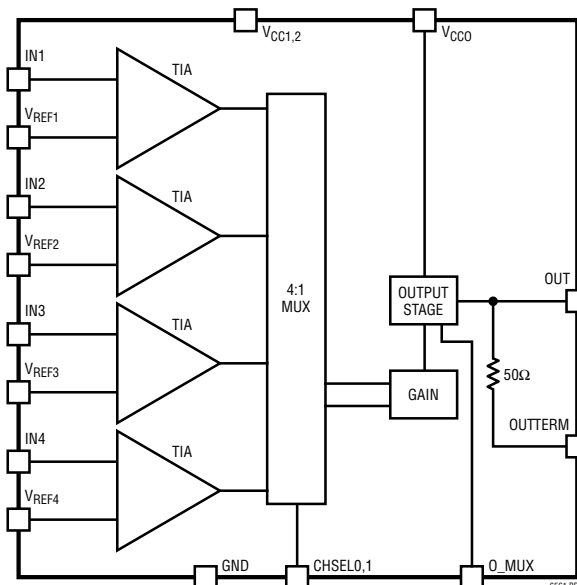 V_CC1,2
V_CCO
IN1
TIA
V_REF1
IN2
TIA
V_REF2
IN3
TIA
V_REF3
IN4
TIA
V_REF4
4:1
MUX
OUTPUT
STAGE
OUT
50Ω
GAIN
OUTTERM
GND
CHSEL0,1
O_MUX